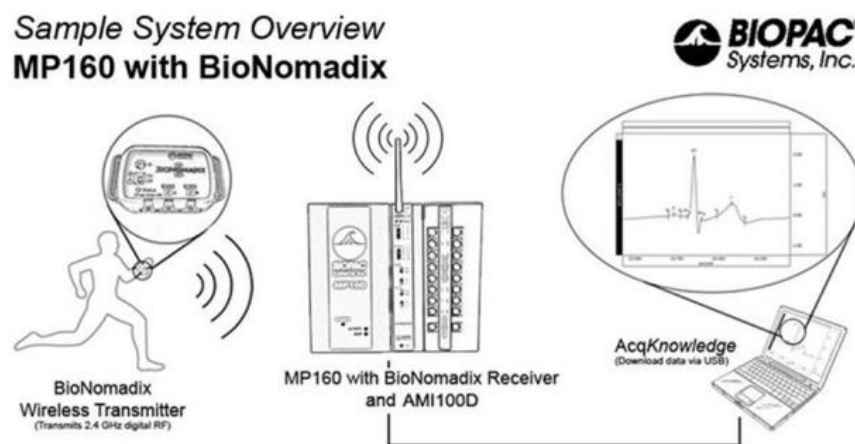 Sample System Overview
MP160 with BioNomadix
BIOPAC
Systems, Inc.
BIONOMADIX
BioNomadix
Wireless Transmitter
(Transmits 2.4 GHz digital RF)
MP160 with BioNomadix Receiver
and AMI100D
AcqKnowledge
(Download data via USB)